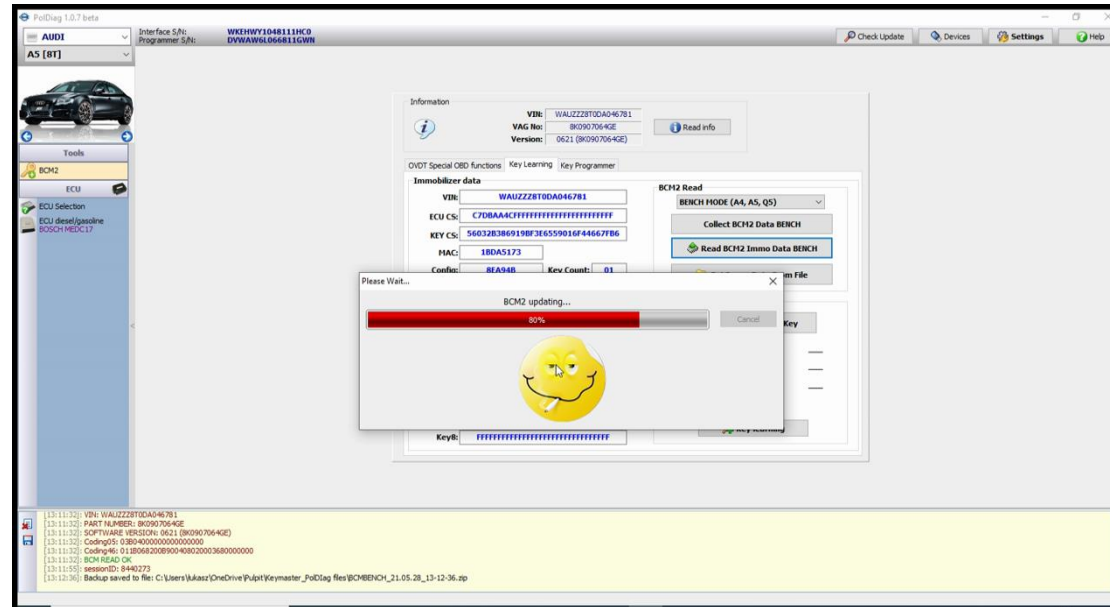 PolDiag 1.0.7 beta
AUDI
Interface S/N: WKEHWY1048111HC0
Programmer S/N: DVWAW6L066811GWN
Check Update
Devices
Settings
Help
A5 [8T]
Tools
BCM2
ECU
ECU Selection
ECU diesel/gasoline
BOSCH MEDC17
Information
VIN: WAUZZZ8T0DA046781
VAG No: 8K0907064GE
Version: 0621 (8K0907064GE)
Read info
OVDT Special OBD functions
Key Learning
Key Programmer
Immobilizer data
VIN: WAUZZZ8T0DA046781
ECU CS: C7DBAA4CFFFFFFFFFFFFFFFFFFFFFFFF
KEY CS: 56032B386919BF3E6559016F44667FB6
MAC: 1BDA5173
Config: 8EA94B
Key Count: 01
BCM2 Read
BENCH MODE (A4, A5, Q5)
Collect BCM2 Data BENCH
Read BCM2 Immo Data BENCH
m File
Please Wait...
BCM2 updating...
80%
Cancel
Key
Key8: FFFFFFFFFFFFFFFFFFFFFFFFFFFFFFFF
[13:11:32]: VIN: WAUZZZ8T0DA046781
[13:11:32]: PART NUMBER: 8K0907064GE
[13:11:32]: SOFTWARE VERSION: 0621 (8K0907064GE)
[13:11:32]: Coding05: 03B0400000000000000
[13:11:32]: Coding46: 011B0682008900408020003680000000
[13:11:32]: BCM READ OK
[13:11:55]: sessionID: 8440273
[13:12:36]: Backup saved to file: C:\Users\lukasz\OneDrive\Pulpit\Keymaster_PolDIag files\BCMBENCH_21.05.28_13-12-36.zip